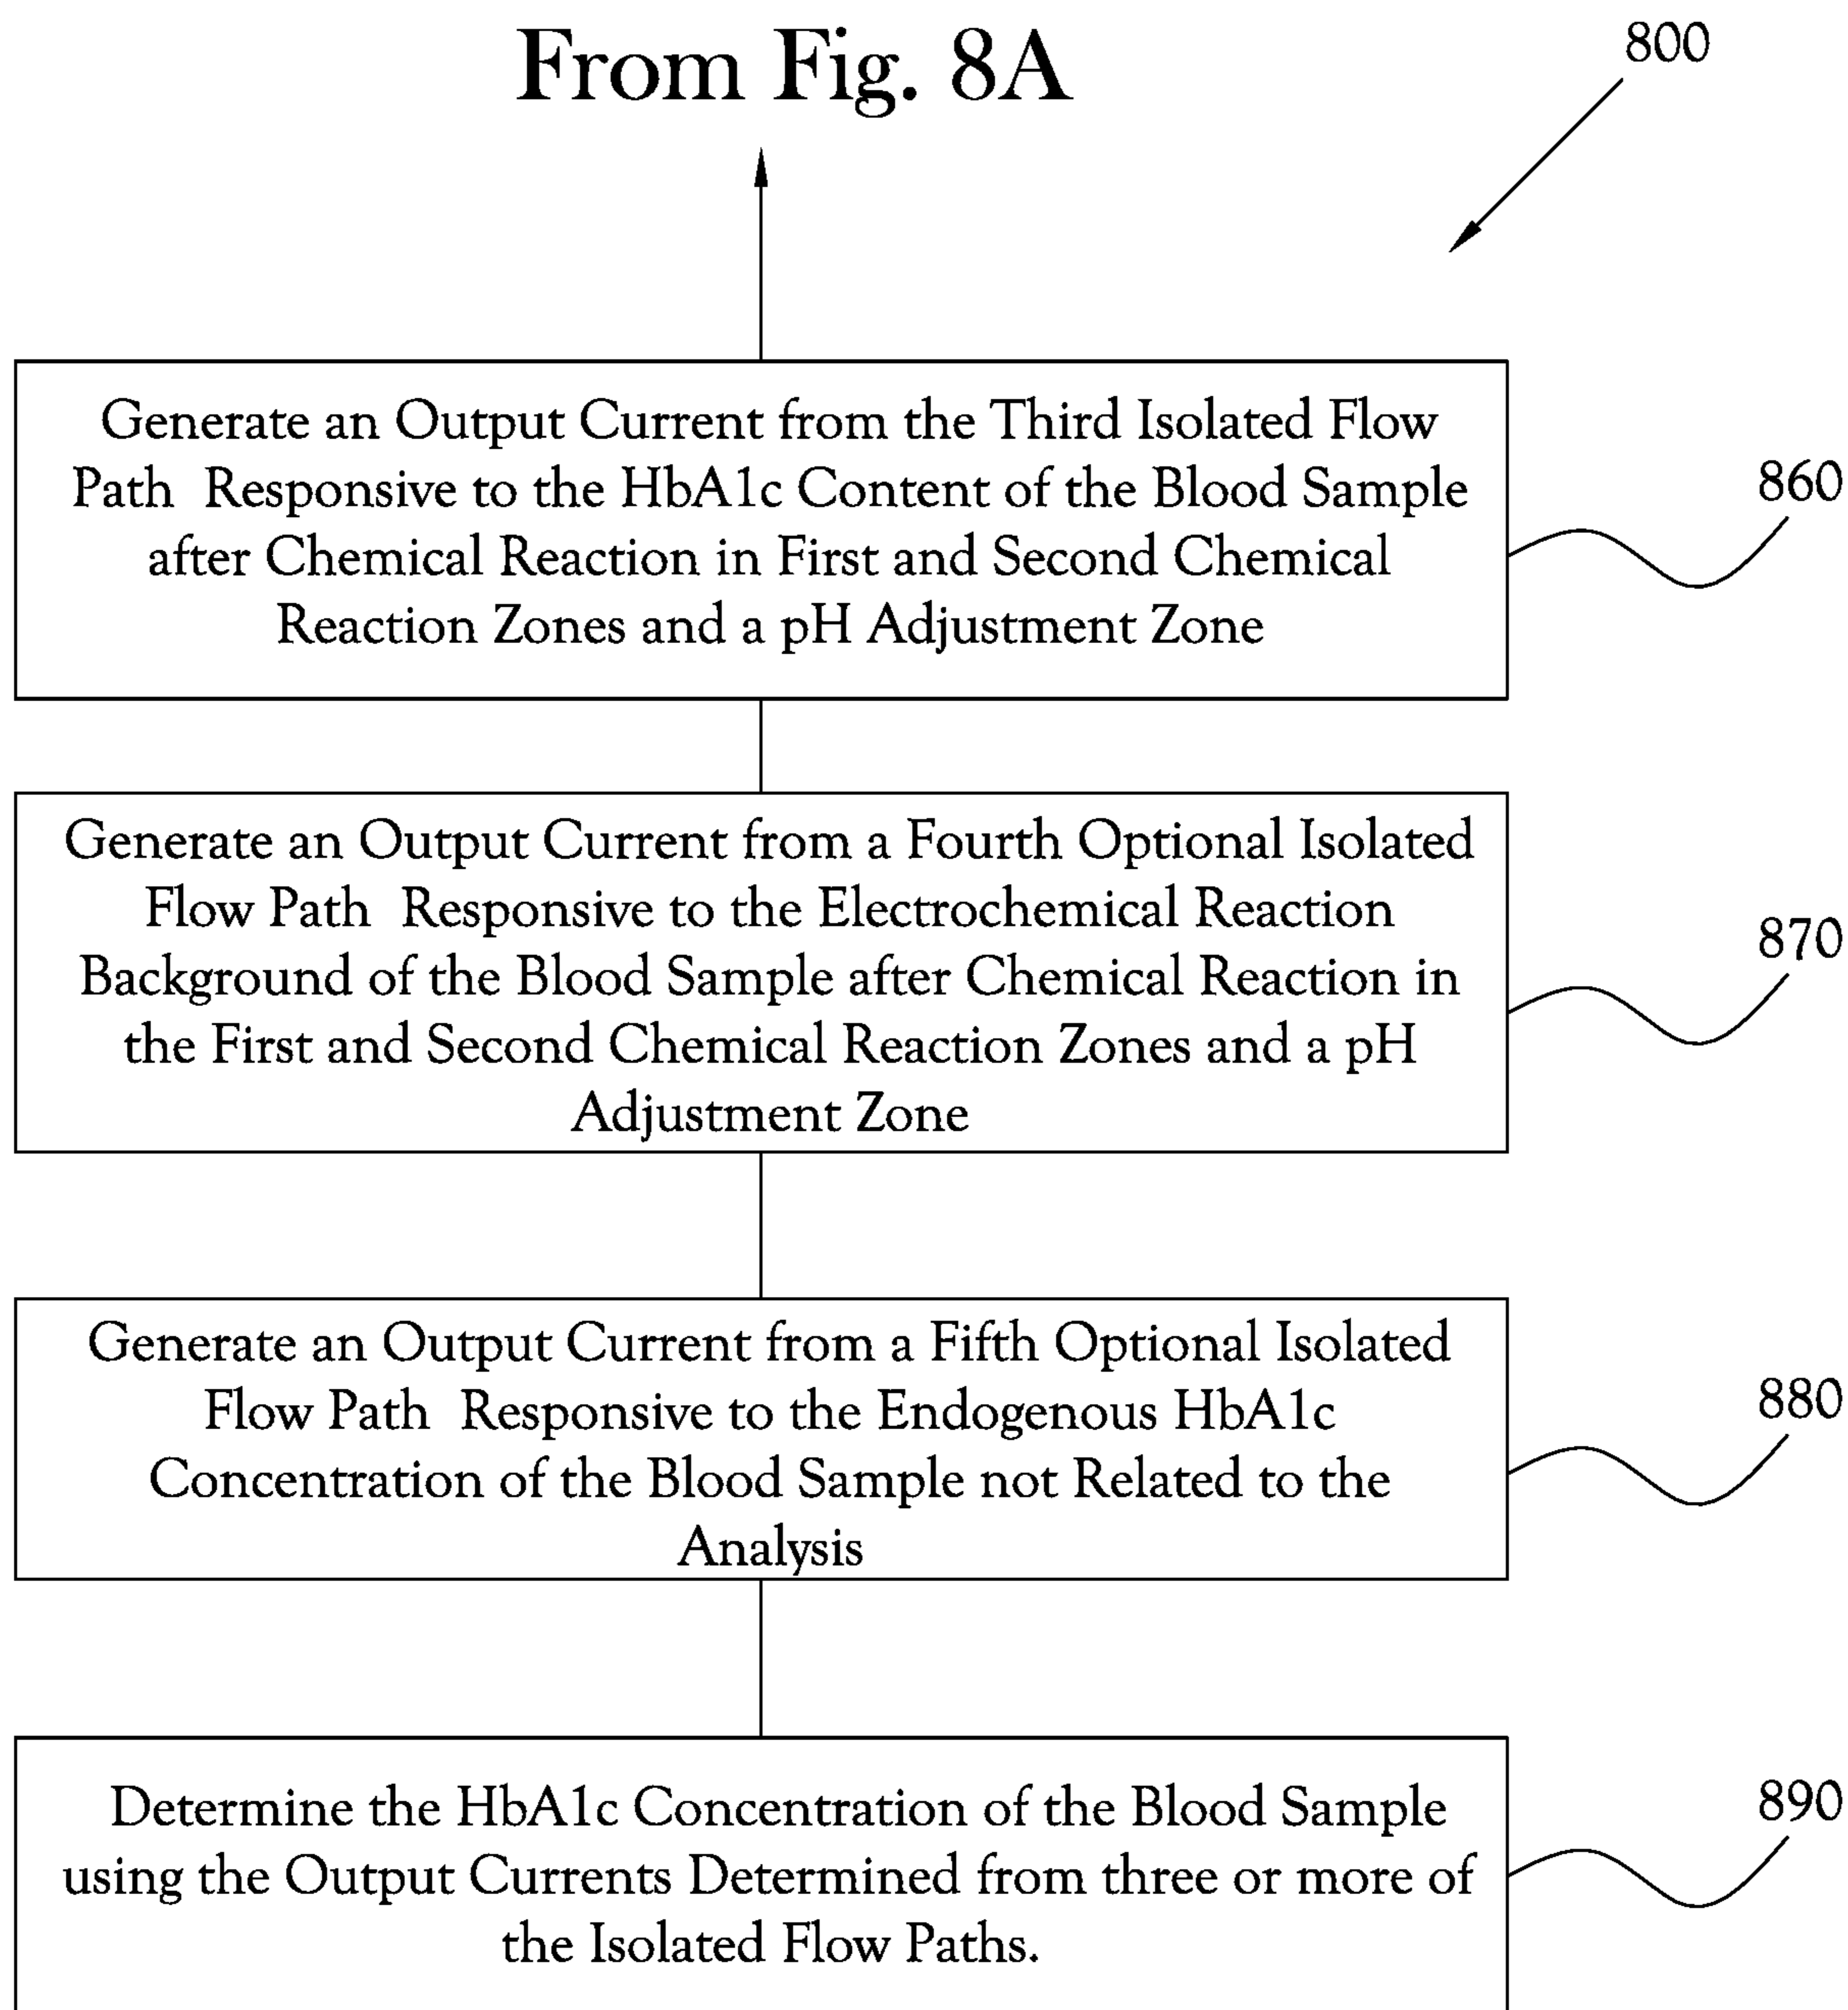 From Fig. 8A
800
Generate an Output Current from the Third Isolated Flow
Path Responsive to the HbA1c Content of the Blood Sample
after Chemical Reaction in First and Second Chemical
Reaction Zones and a pH Adjustment Zone
860
Generate an Output Current from a Fourth Optional Isolated
Flow Path Responsive to the Electrochemical Reaction
Background of the Blood Sample after Chemical Reaction in
the First and Second Chemical Reaction Zones and a pH
Adjustment Zone
870
Generate an Output Current from a Fifth Optional Isolated
Flow Path Responsive to the Endogenous HbA1c
Concentration of the Blood Sample not Related to the
Analysis
880
Determine the HbA1c Concentration of the Blood Sample
using the Output Currents Determined from three or more of
the Isolated Flow Paths.
890